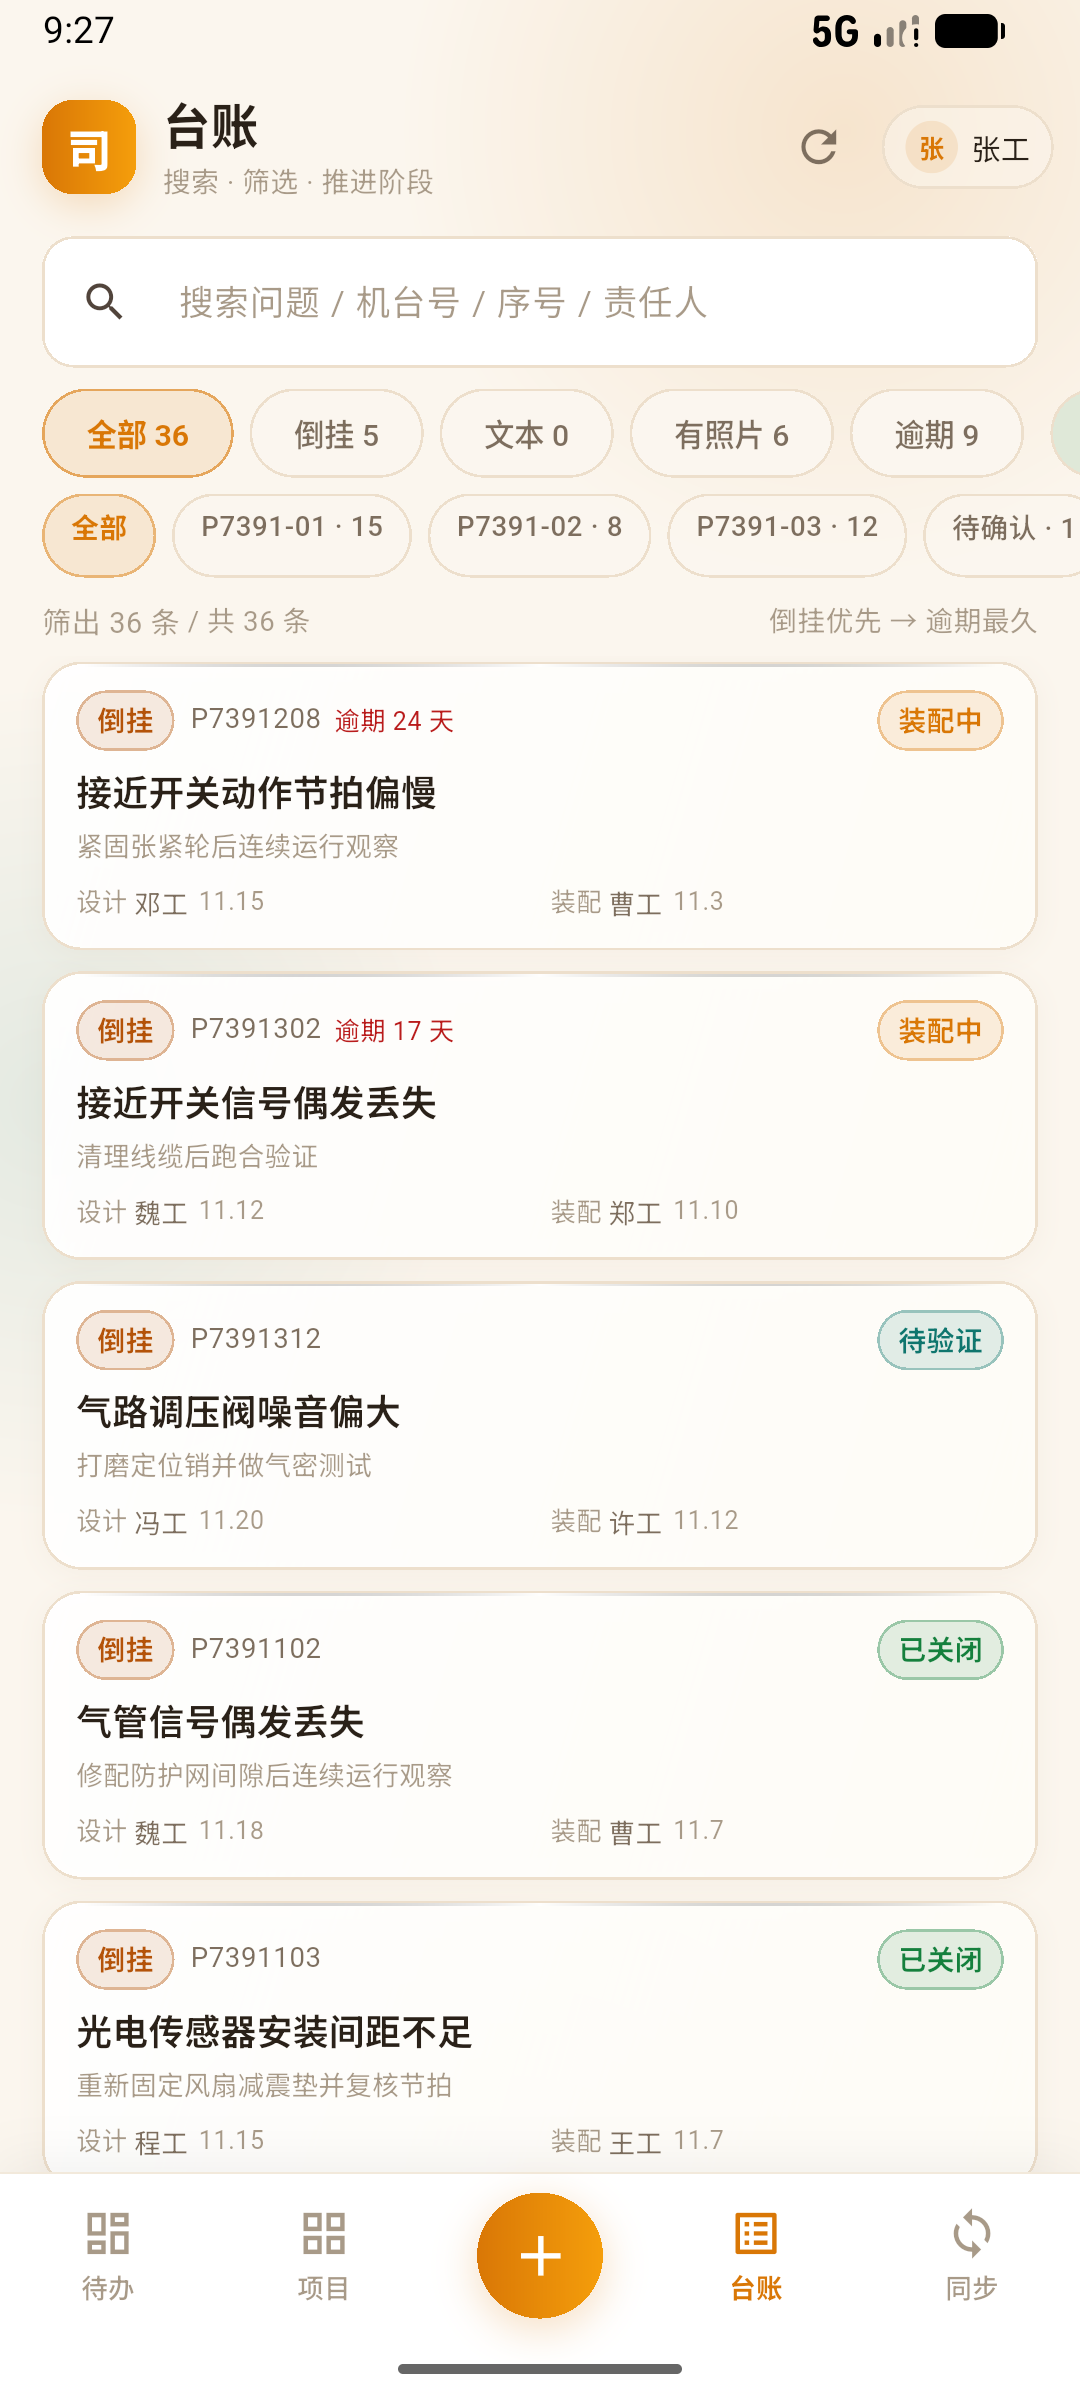 9:27
5G
司
台账
搜索 · 筛选 · 推进阶段
张 张工
搜索问题 / 机台号 / 序号 / 责任人
全部 36 倒挂 5 文本 0 有照片 6 逾期 9
全部 P7391-01 · 15 P7391-02 · 8 P7391-03 · 12 待确认 · 1
筛出 36 条 / 共 36 条 倒挂优先 → 逾期最久
倒挂 P7391208 逾期 24 天 装配中
接近开关动作节拍偏慢
紧固张紧轮后连续运行观察
设计 邓工 11.15 装配 曹工 11.3
倒挂 P7391302 逾期 17 天 装配中
接近开关信号偶发丢失
清理线缆后跑合验证
设计 魏工 11.12 装配 郑工 11.10
倒挂 P7391312 待验证
气路调压阀噪音偏大
打磨定位销并做气密测试
设计 冯工 11.20 装配 许工 11.12
倒挂 P7391102 已关闭
气管信号偶发丢失
修配防护网间隙后连续运行观察
设计 魏工 11.18 装配 曹工 11.7
倒挂 P7391103 已关闭
光电传感器安装间距不足
重新固定风扇减震垫并复核节拍
设计 程工 11.15 装配 王工 11.7
待办 项目 台账 同步